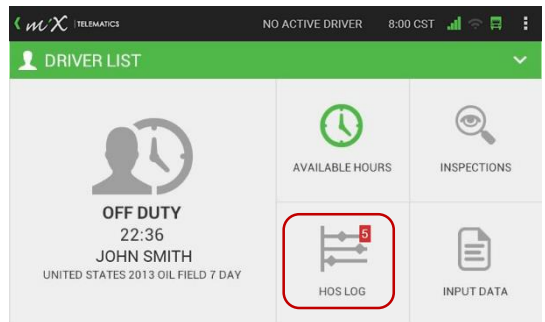 m·X TELEMATICS NO ACTIVE DRIVER 8:00 CST
DRIVER LIST
AVAILABLE HOURS
INSPECTIONS
OFF DUTY
22:36
JOHN SMITH
UNITED STATES 2013 OIL FIELD 7 DAY
5
HOS LOG
INPUT DATA